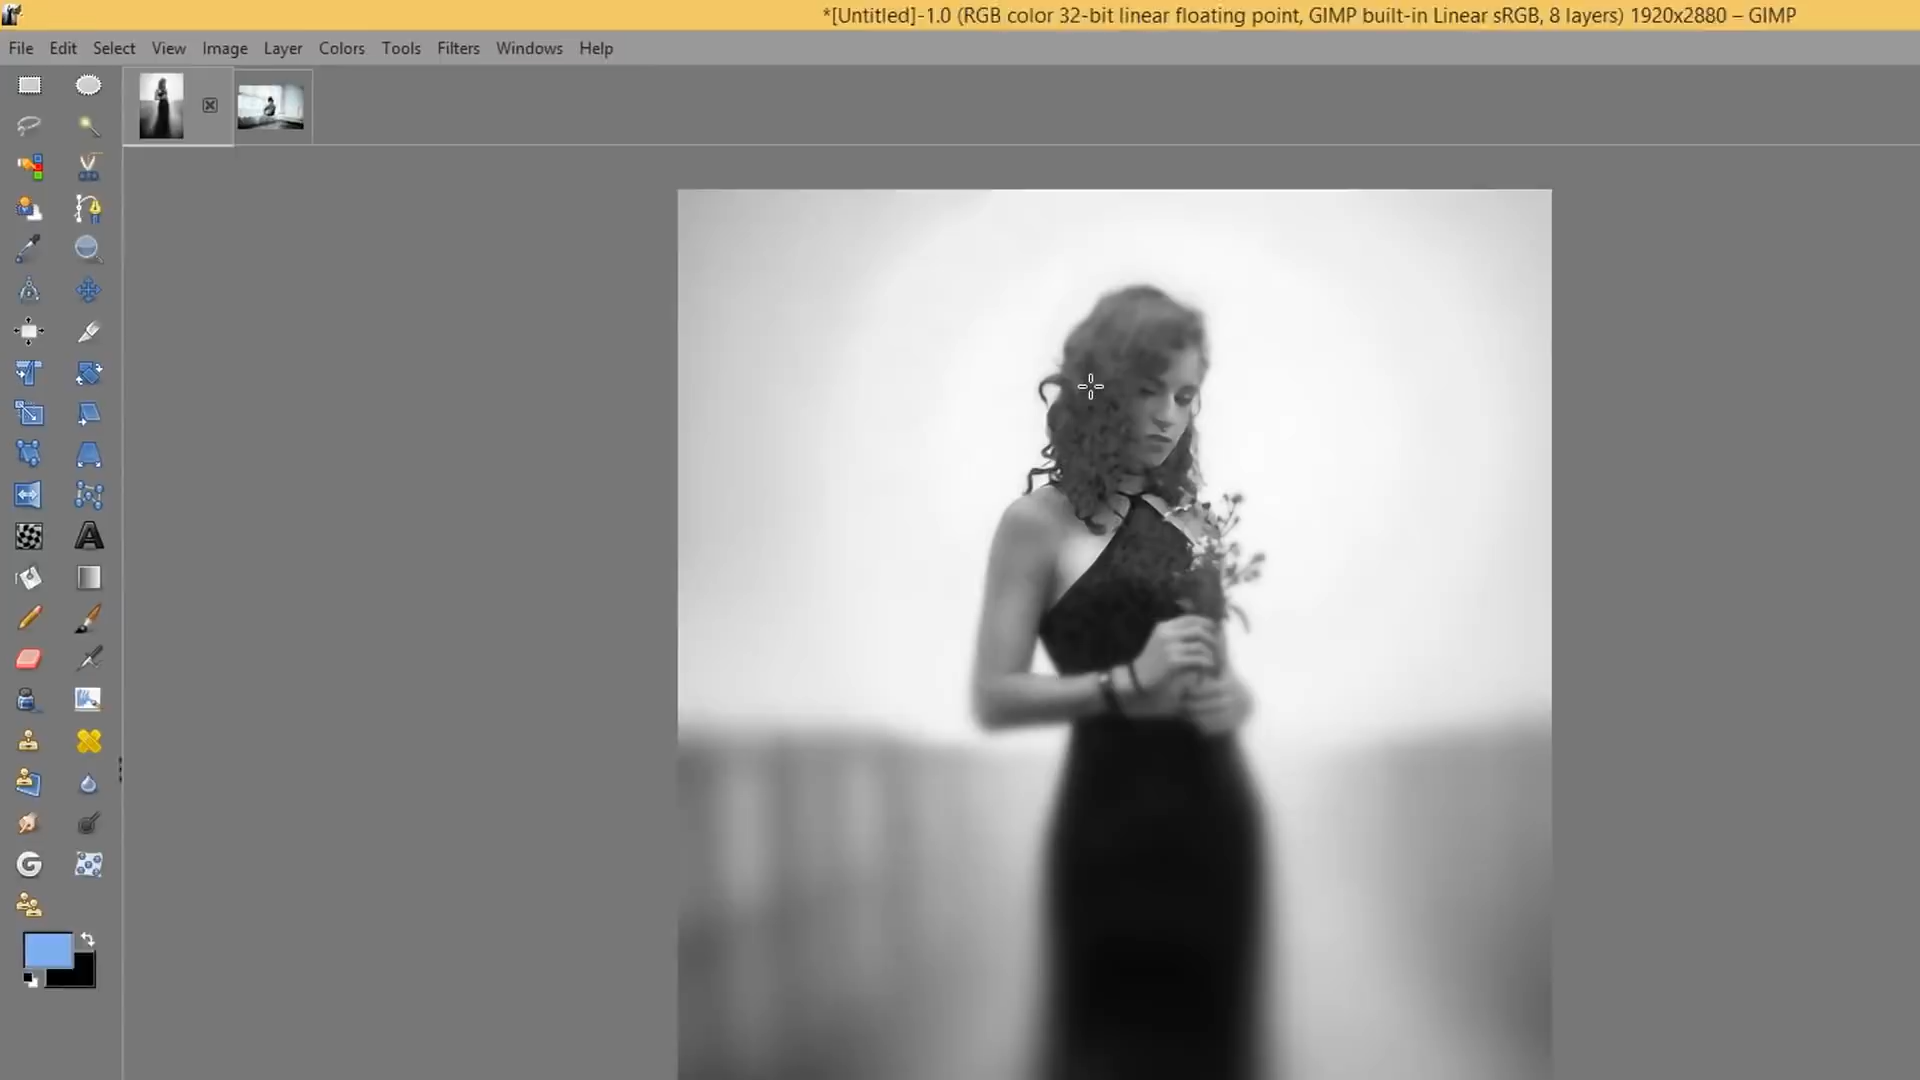 *[Untitled]-1.0 (RGB color 32-bit linear floating point, GIMP built-in Linear sRGB, 8 layers) 1920x2880 – GIMP
File Edit Select View Image Layer Colors Tools Filters Windows Help